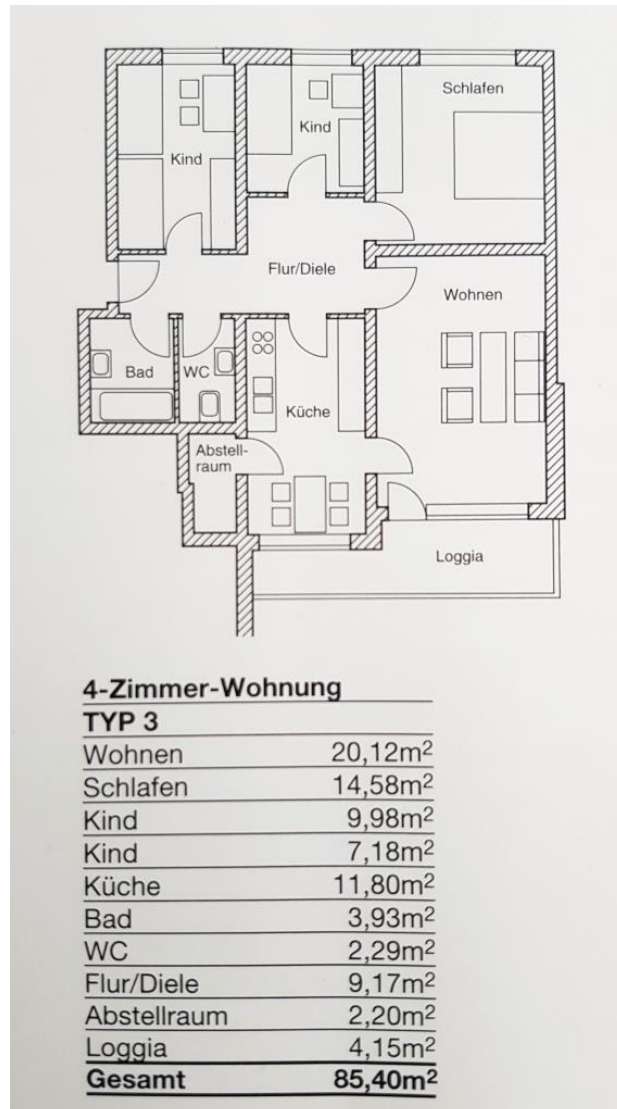 Schlafen
Kind
Kind
Flur/Diele
Wohnen
Bad
WC
Küche
Abstell-
raum
Loggia
4-Zimmer-Wohnung
TYP 3
Wohnen 20,12m²
Schlafen 14,58m²
Kind 9,98m²
Kind 7,18m²
Küche 11,80m²
Bad 3,93m²
WC 2,29m²
Flur/Diele 9,17m²
Abstellraum 2,20m²
Loggia 4,15m²
Gesamt 85,40m²